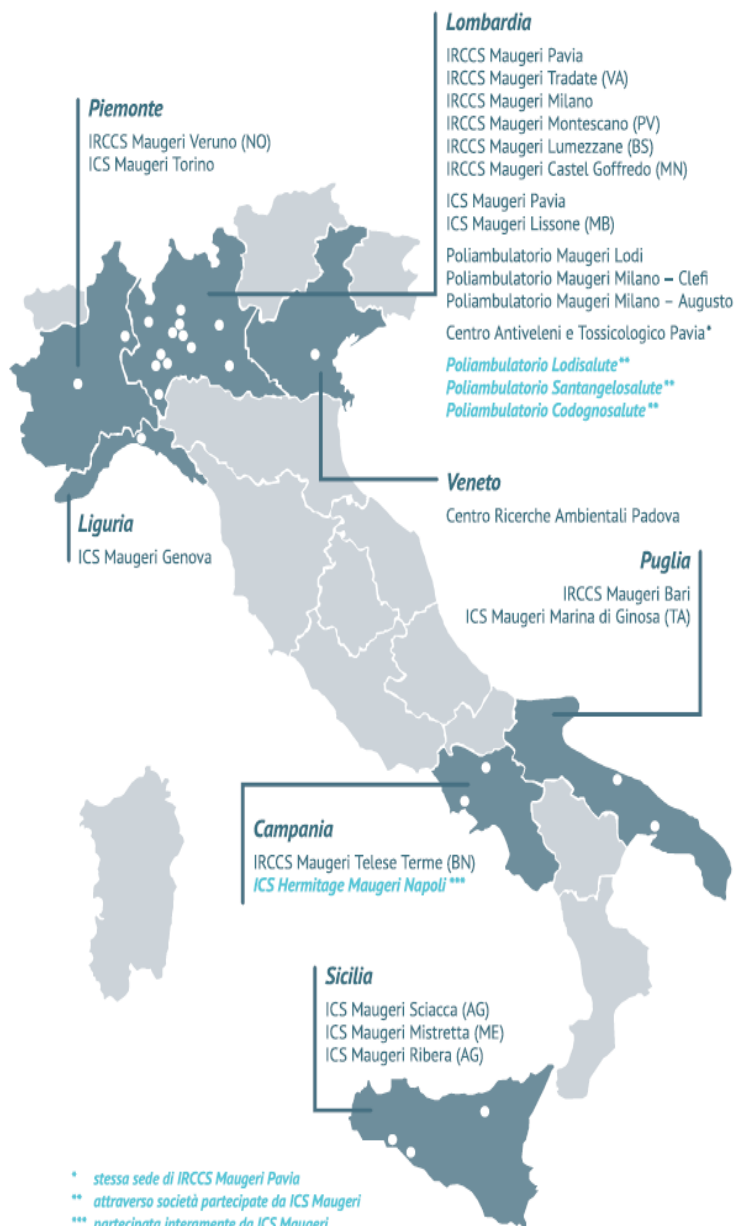 Lombardia
IRCCS Maugeri Pavia
IRCCS Maugeri Tradate (VA)
IRCCS Maugeri Milano
IRCCS Maugeri Montescano (PV)
IRCCS Maugeri Lumezzane (BS)
IRCCS Maugeri Castel Goffredo (MN)
ICS Maugeri Pavia
ICS Maugeri Lissone (MB)
Poliambulatorio Maugeri Lodi
Poliambulatorio Maugeri Milano – Clefi
Poliambulatorio Maugeri Milano – Augusto
Centro Antiveleni e Tossicologico Pavia*
Poliambulatorio Lodisalute**
Poliambulatorio Santangelosalute**
Poliambulatorio Codognosalute**
Piemonte
IRCCS Maugeri Veruno (NO)
ICS Maugeri Torino
Veneto
Centro Ricerche Ambientali Padova
Liguria
ICS Maugeri Genova
Puglia
IRCCS Maugeri Bari
ICS Maugeri Marina di Ginosa (TA)
Campania
IRCCS Maugeri Telese Terme (BN)
ICS Hermitage Maugeri Napoli ***
Sicilia
ICS Maugeri Sciacca (AG)
ICS Maugeri Mistretta (ME)
ICS Maugeri Ribera (AG)
* stessa sede di IRCCS Maugeri Pavia
** attraverso società partecipate da ICS Maugeri
*** partecipata interamente da ICS Maugeri